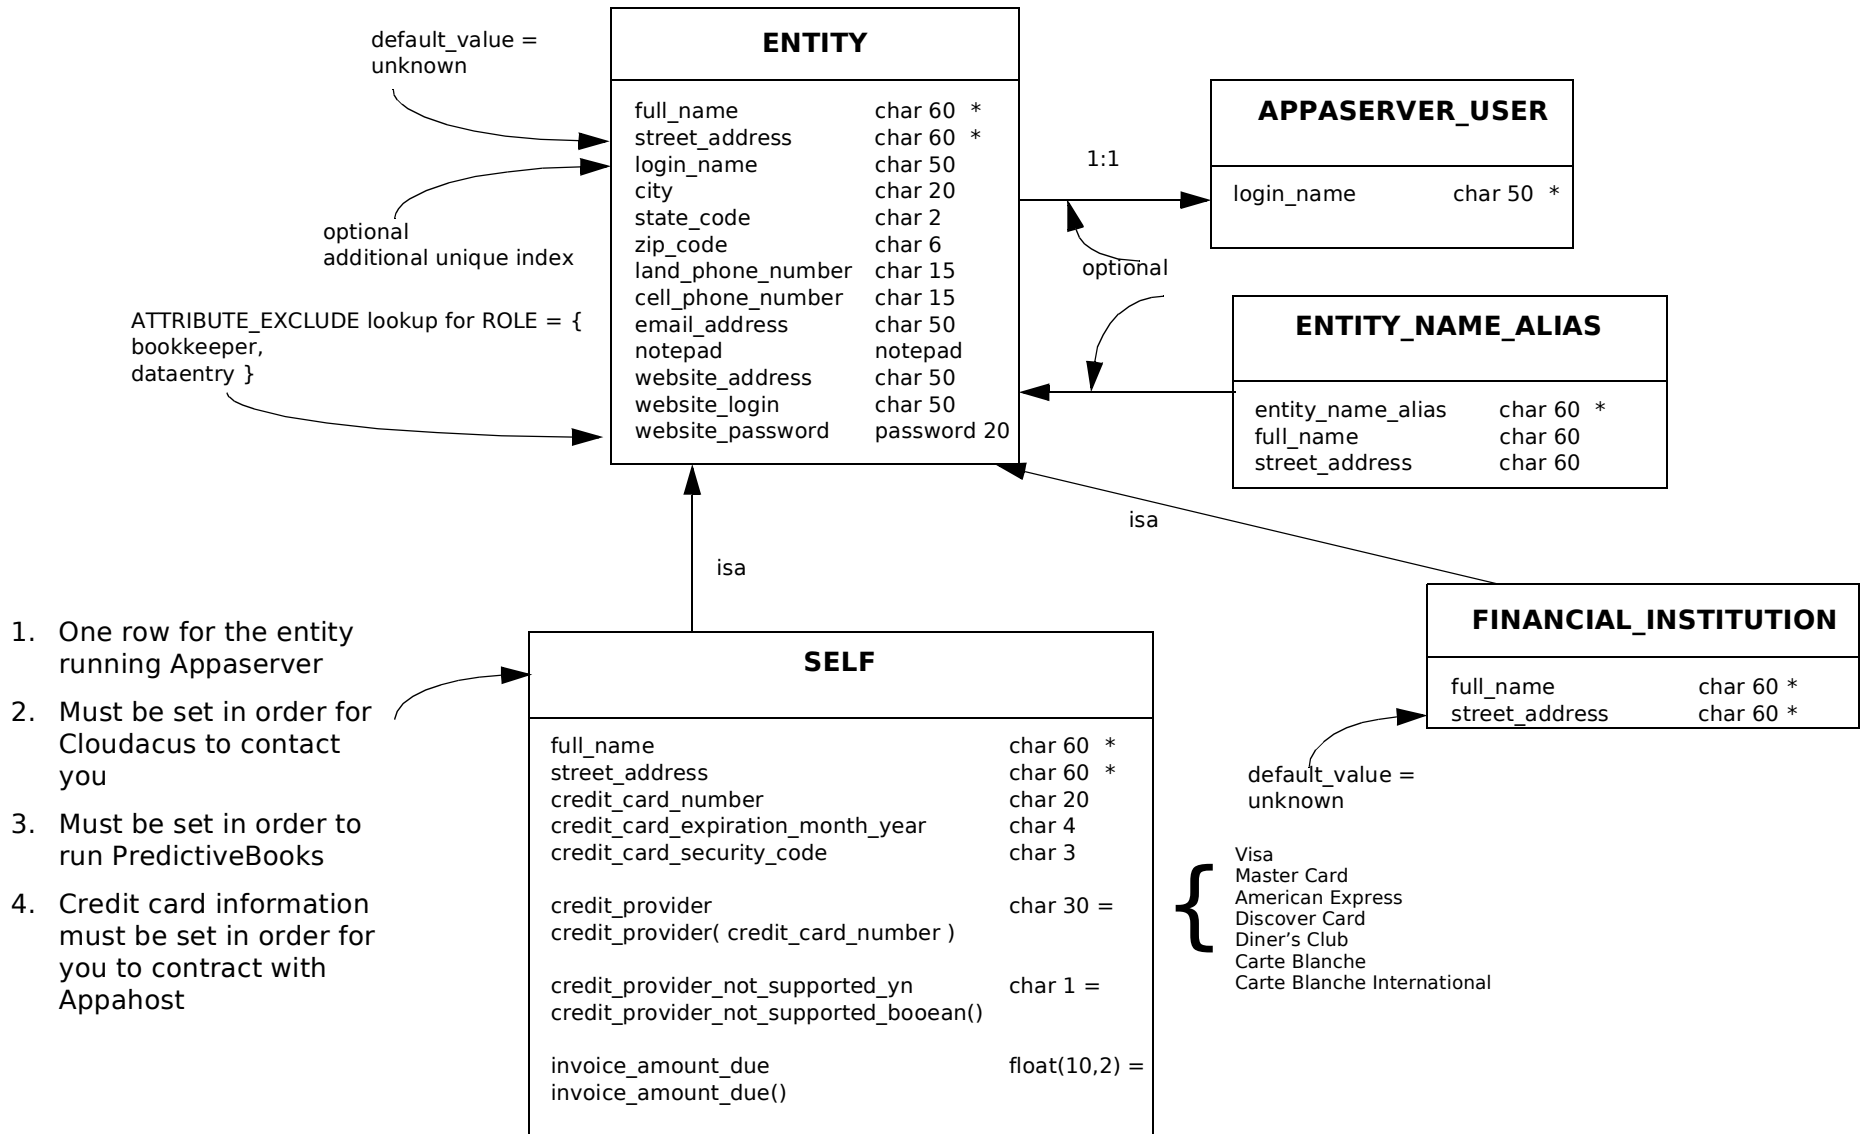 default_value =
unknown
optional
additional unique index
ATTRIBUTE_EXCLUDE lookup for ROLE = {
bookkeeper,
dataentry }
ENTITY
full_name char 60 *
street_address char 60 *
login_name char 50
city char 20
state_code char 2
zip_code char 6
land_phone_number char 15
cell_phone_number char 15
email_address char 50
notepad notepad
website_address char 50
website_login char 50
website_password password 20
1:1
optional
APPASERVER_USER
login_name char 50 *
ENTITY_NAME_ALIAS
entity_name_alias char 60 *
full_name char 60
street_address char 60
isa
isa
1. One row for the entity
running Appaserver
2. Must be set in order for
Cloudacus to contact
you
3. Must be set in order to
run PredictiveBooks
4. Credit card information
must be set in order for
you to contract with
Appahost
SELF
full_name char 60 *
street_address char 60 *
credit_card_number char 20
credit_card_expiration_month_year char 4
credit_card_security_code char 3
credit_provider char 30 =
credit_provider( credit_card_number )
credit_provider_not_supported_yn char 1 =
credit_provider_not_supported_booean()
invoice_amount_due float(10,2) =
invoice_amount_due()
FINANCIAL_INSTITUTION
full_name char 60 *
street_address char 60 *
default_value =
unknown
{
Visa
Master Card
American Express
Discover Card
Diner’s Club
Carte Blanche
Carte Blanche International